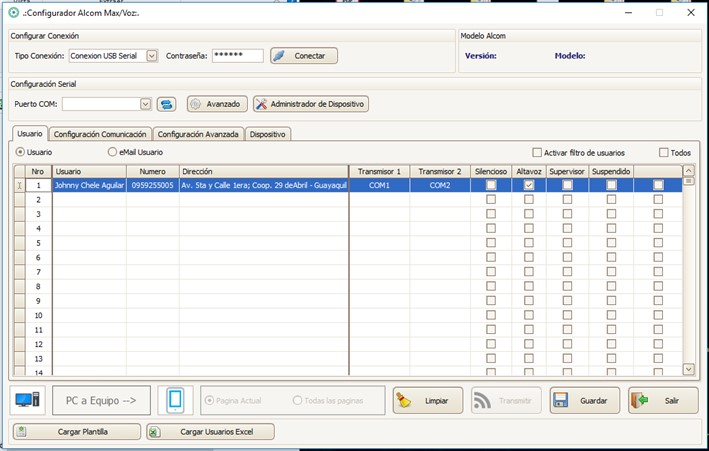 .:Configurador Alcom Max/Voz:.
Configurar Conexión
Modelo Alcom
Tipo Conexión: Conexion USB Serial Contraseña: ****** Conectar
Versión: Modelo:
Configuración Serial
Puerto COM: Avanzado Administrador de Dispositivo
Usuario Configuración Comunicación Configuración Avanzada Dispositivo
Usuario eMail Usuario Activar filtro de usuarios Todos
Nro Usuario Numero Dirección Transmisor 1 Transmisor 2 Silencioso Altavoz Supervisor Suspendido
1 Johnny Chele Aguilar 0959255005 Av. 5ta y Calle 1era; Coop. 29 deAbril - Guayaquil COM1 COM2
2
3
4
5
6
7
8
9
10
11
12
13
14
PC a Equipo --> Pagina Actual Todas las paginas Limpiar Transmitir Guardar Salir
Cargar Plantilla Cargar Usuarios Excel